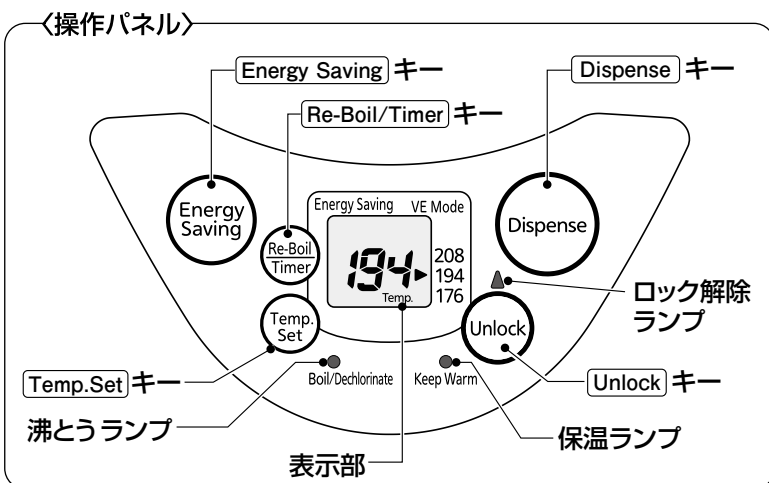 〈操作パネル〉
Energy Saving キー
Dispense キー
Re-Boil/Timer キー
Energy
Saving
Re-Boil
Timer
Energy Saving VE Mode
194
Temp.
208
194
176
Dispense
ロック解除
ランプ
Temp.
Set
Unlock
Temp.Set キー
Boil/Dechlorinate
Keep Warm
Unlock キー
沸とうランプ
保温ランプ
表示部